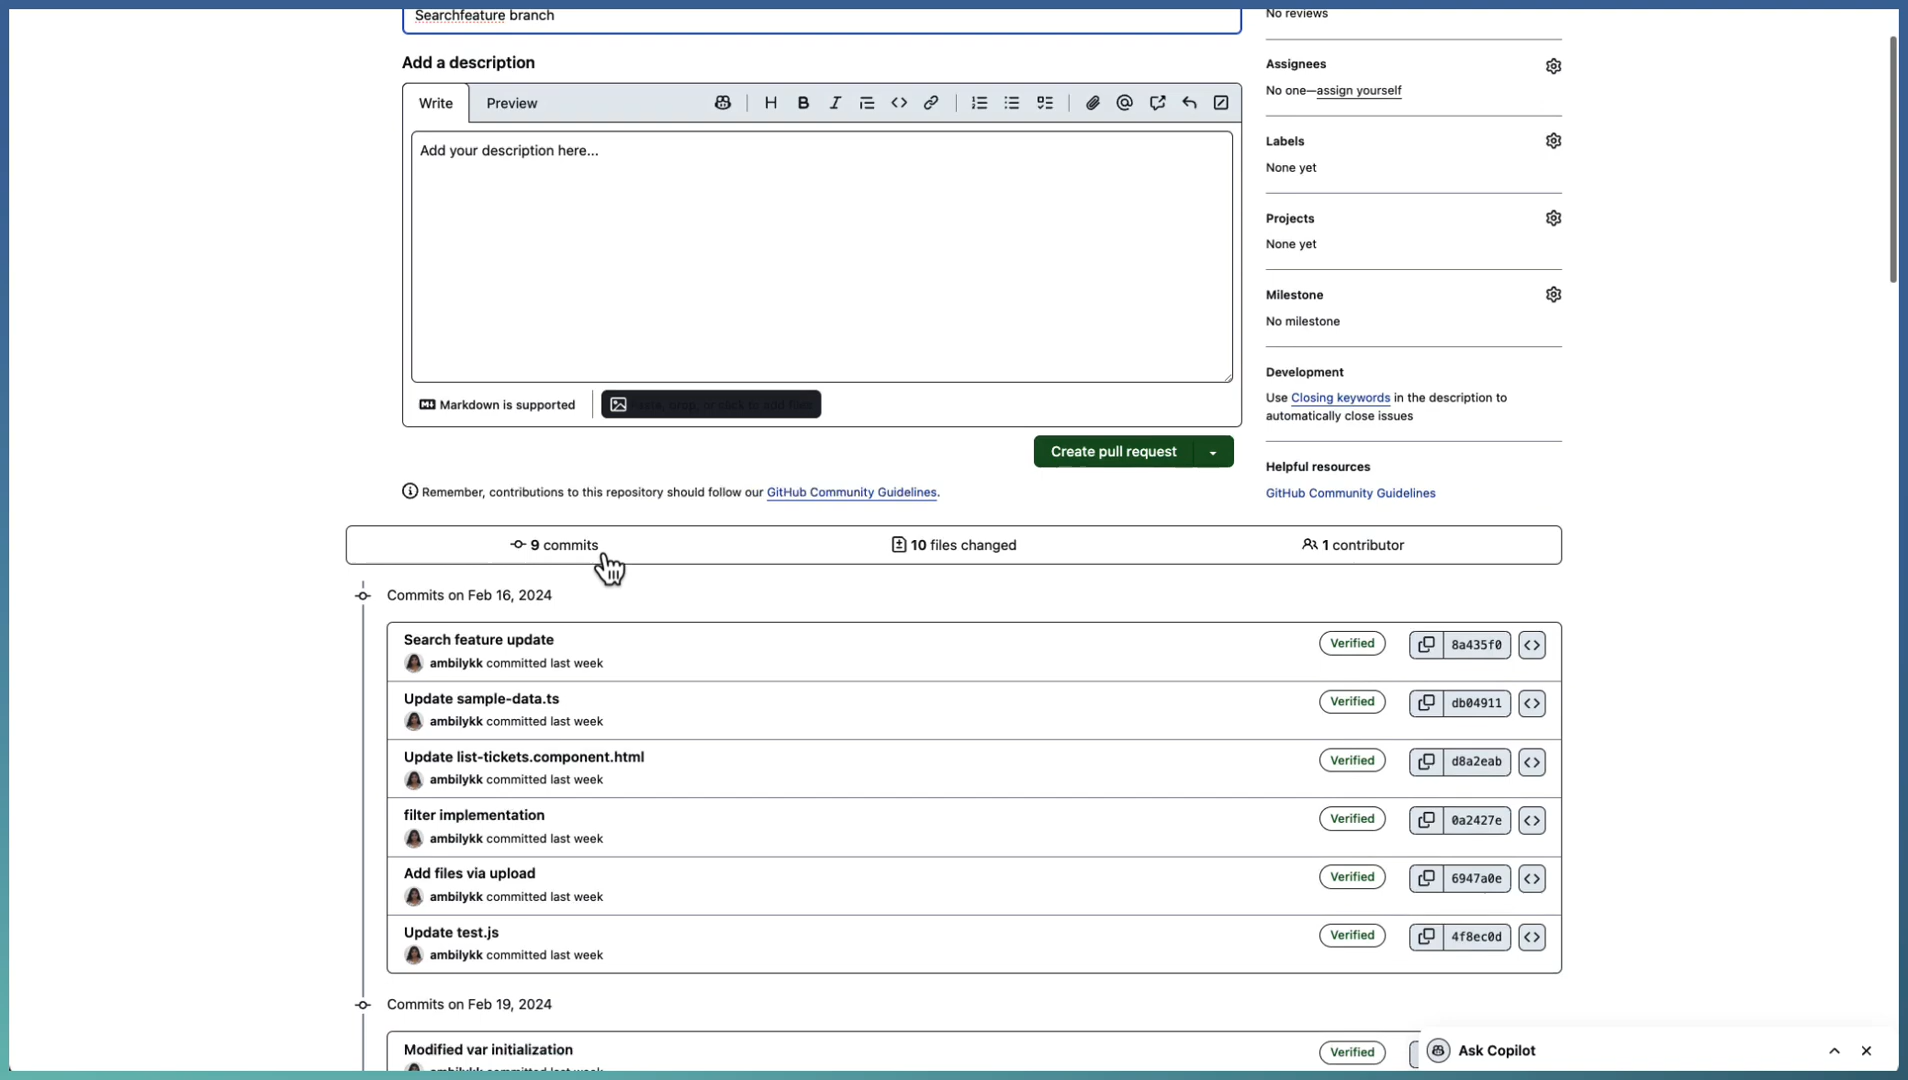 Searchfeature branch
No reviews
Add a description
Write Preview
Add your description here...
Markdown is supported
Create pull request
Remember, contributions to this repository should follow our GitHub Community Guidelines.
Assignees
No one—assign yourself
Labels
None yet
Projects
None yet
Milestone
No milestone
Development
Use Closing keywords in the description to
automatically close issues
Helpful resources
GitHub Community Guidelines
9 commits 10 files changed 1 contributor
Commits on Feb 16, 2024
Search feature update
ambilykk committed last week
Verified 8a435f0
Update sample-data.ts
ambilykk committed last week
Verified db04911
Update list-tickets.component.html
ambilykk committed last week
Verified d8a2eab
filter implementation
ambilykk committed last week
Verified 0a2427e
Add files via upload
ambilykk committed last week
Verified 6947a0e
Update test.js
ambilykk committed last week
Verified 4f8ec0d
Commits on Feb 19, 2024
Modified var initialization
Verified
ambilykk committed last week
Ask Copilot